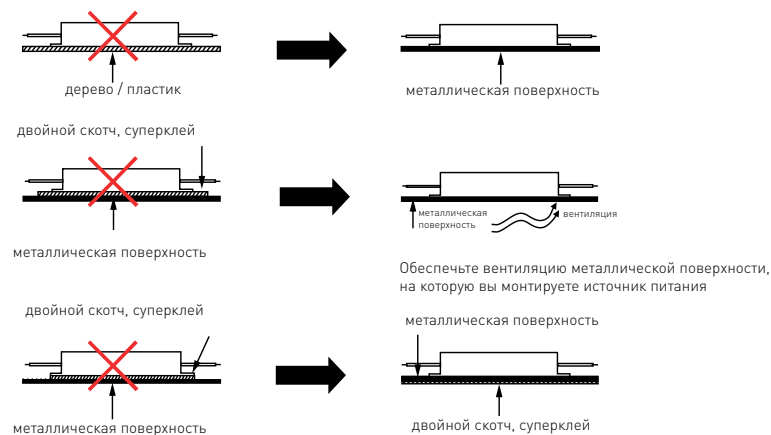 дерево / пластик
металлическая поверхность
двойной скотч, суперклей
металлическая поверхность
металлическая
поверхность
вентиляция
Обеспечьте вентиляцию металлической поверхности,
на которую вы монтируете источник питания
двойной скотч, суперклей
металлическая поверхность
металлическая поверхность
двойной скотч, суперклей